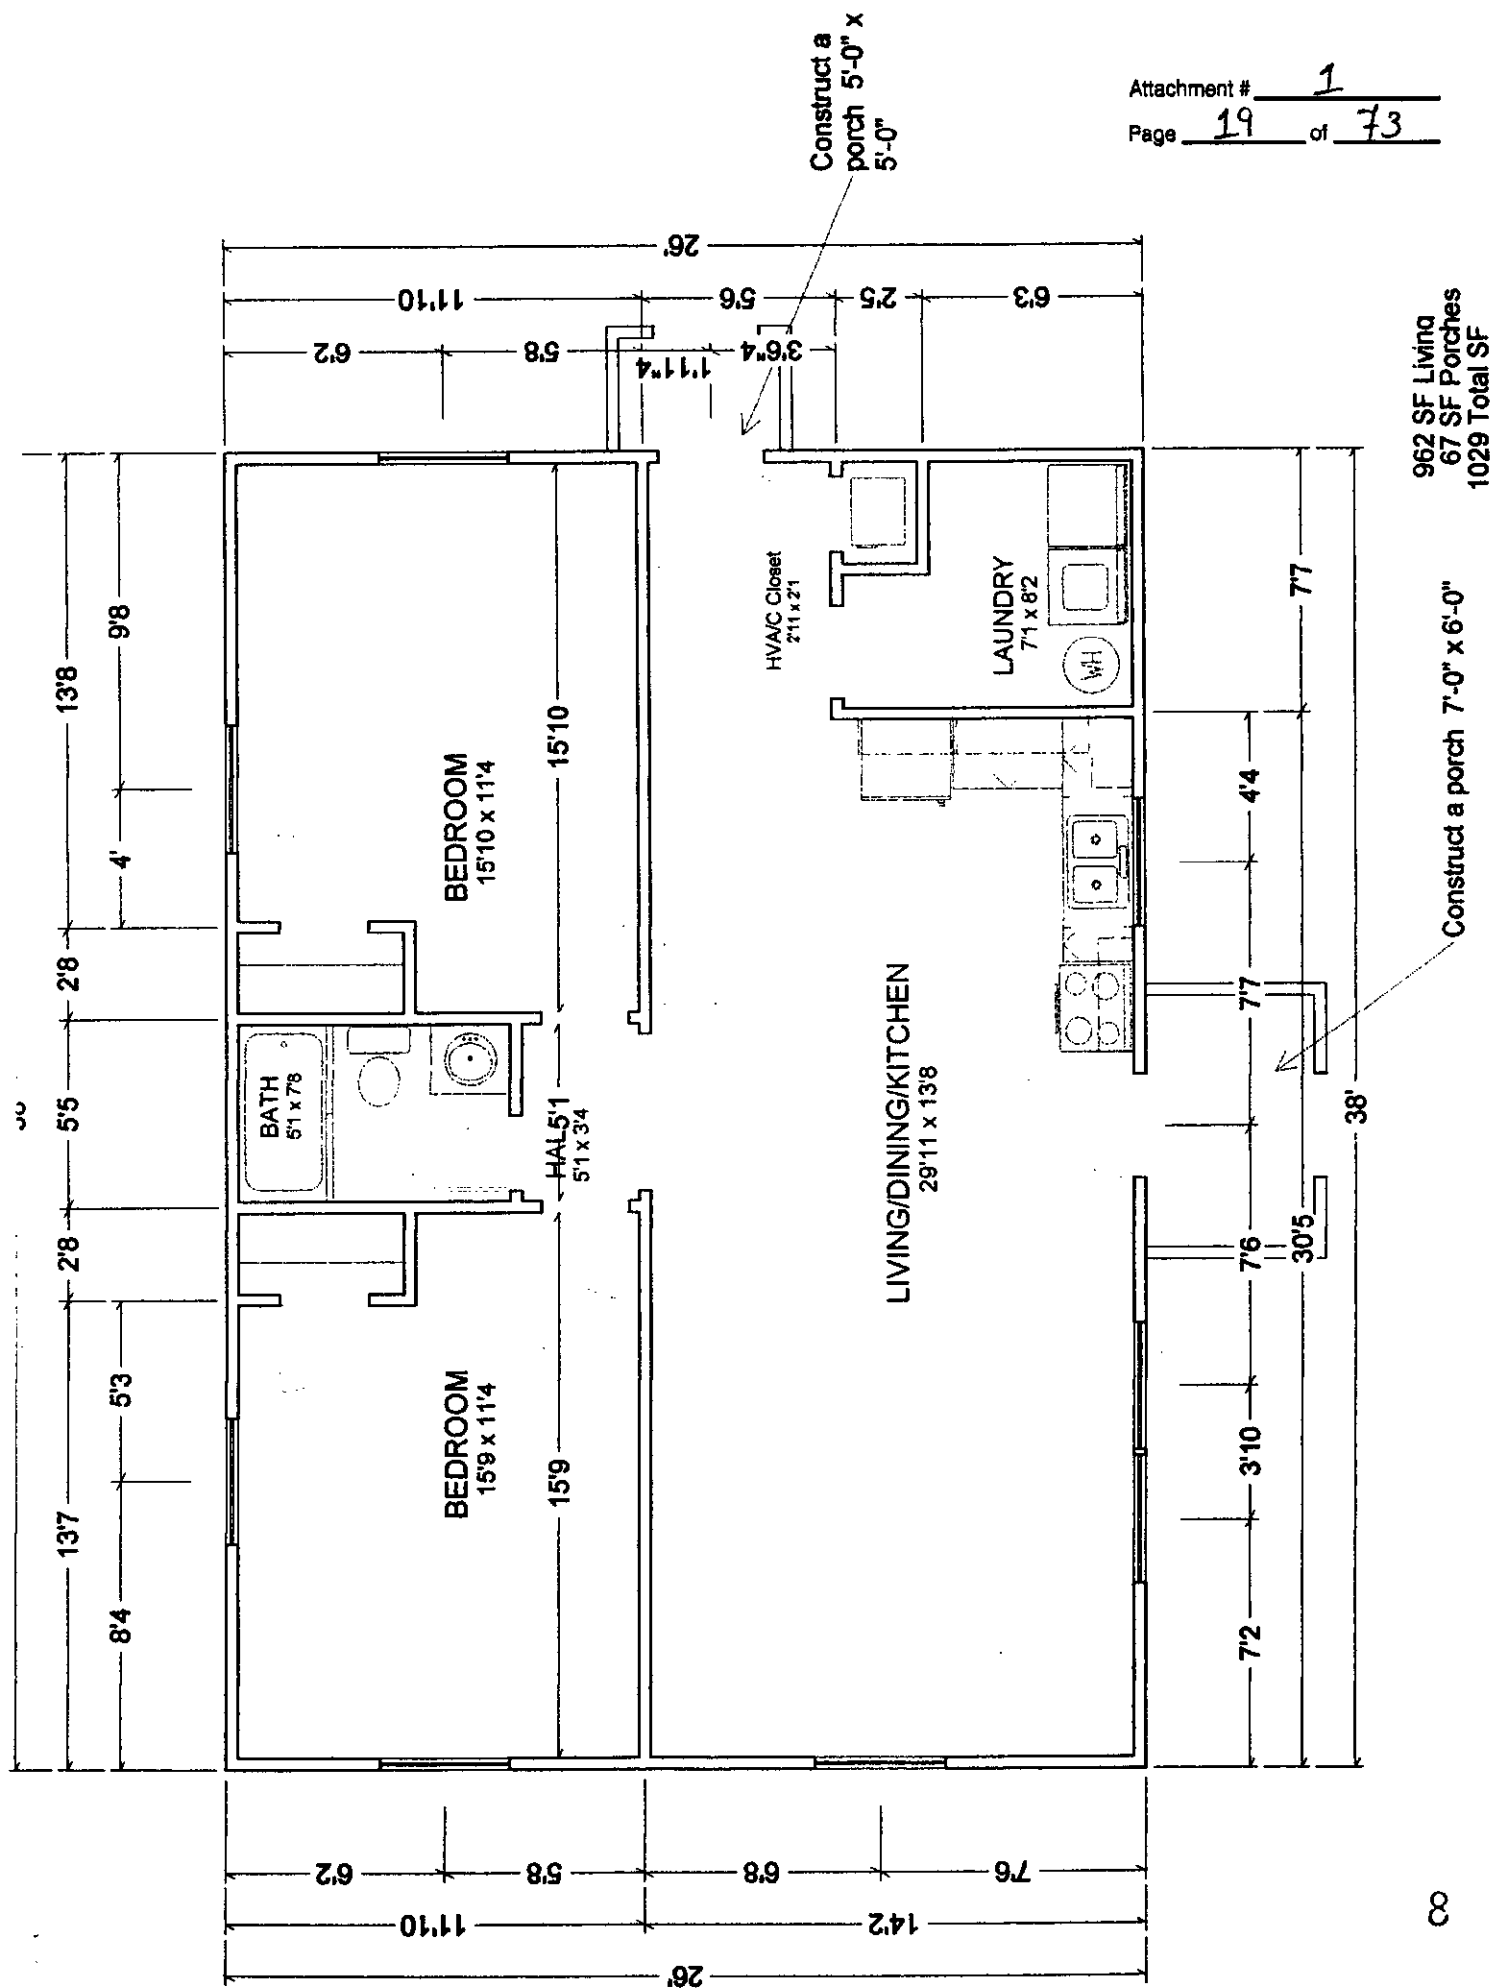 Attachment # 1
Page 19 of 73
13'8
2'8
5'5
2'8
13'7
9'8
4'
5'3
8'4
26'
11'10
5'6
2'5
6'3
6'2
5'8
1'11"4
3'6"4
Construct a
porch 5'-0" x
5'-0"
BEDROOM
15'10 x 11'4
15'10
BATH
5'1 x 7'8
HAL5'1
5'1 x 3'4
BEDROOM
15'9 x 11'4
15'9
HVA/C Closet
2'11 x 2'1
LAUNDRY
7'1 x 8'2
WH
LIVING/DINING/KITCHEN
29'11 x 13'8
7'2
3'10
7'6
7'7
4'4
30'5
7'7
38'
Construct a porch 7'-0" x 6'-0"
962 SF Living
67 SF Porches
1029 Total SF
6'2
5'8
6'8
7'6
11'10
14'2
26'
8